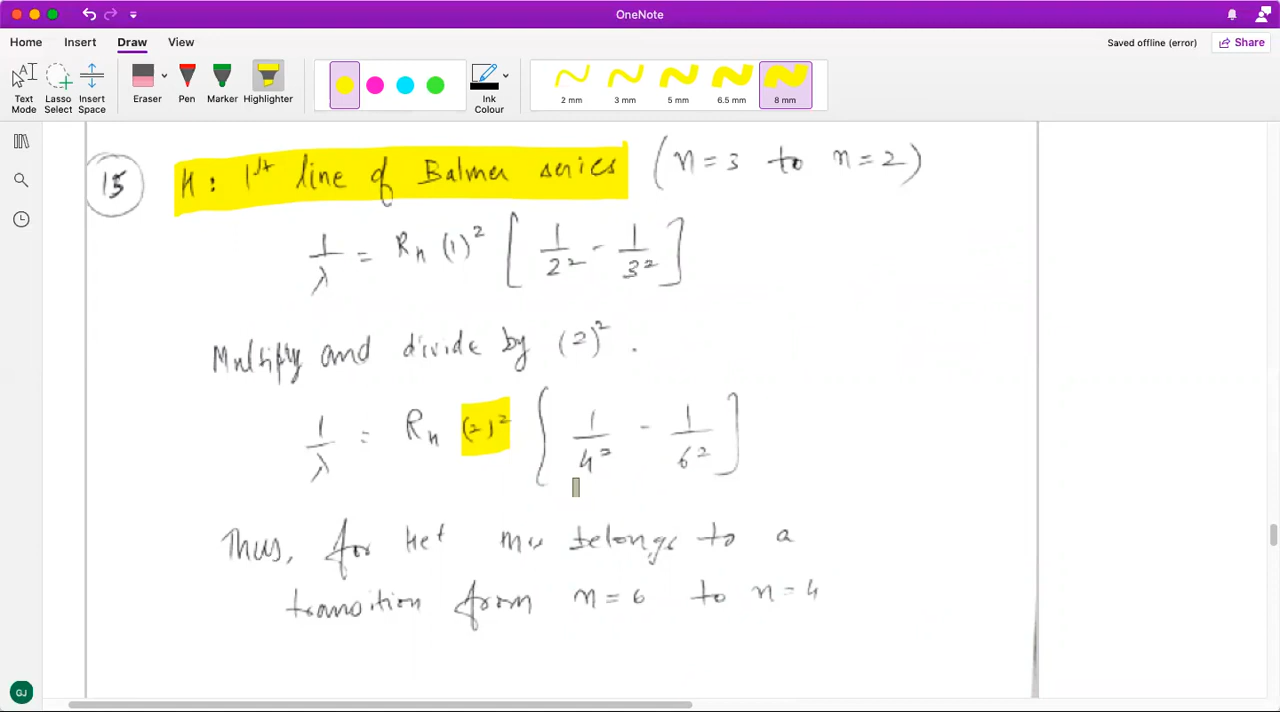 OneNote
Home Insert Draw View
Saved offline (error)
Share
Text Mode
Lasso Select
Insert Space
Eraser
Pen
Marker
Highlighter
Ink Colour
2 mm
3 mm
5 mm
6.5 mm
8 mm
15 H : 1st line of Balmer series (n=3 to n=2)
1/λ = RH (1)² [ 1/2² - 1/3² ]
Multiply and divide by (2)².
1/λ = RH (2)² [ 1/4² - 1/6² ]
Thus, for He+ this belongs to a
transition from n=6 to n=4
GJ